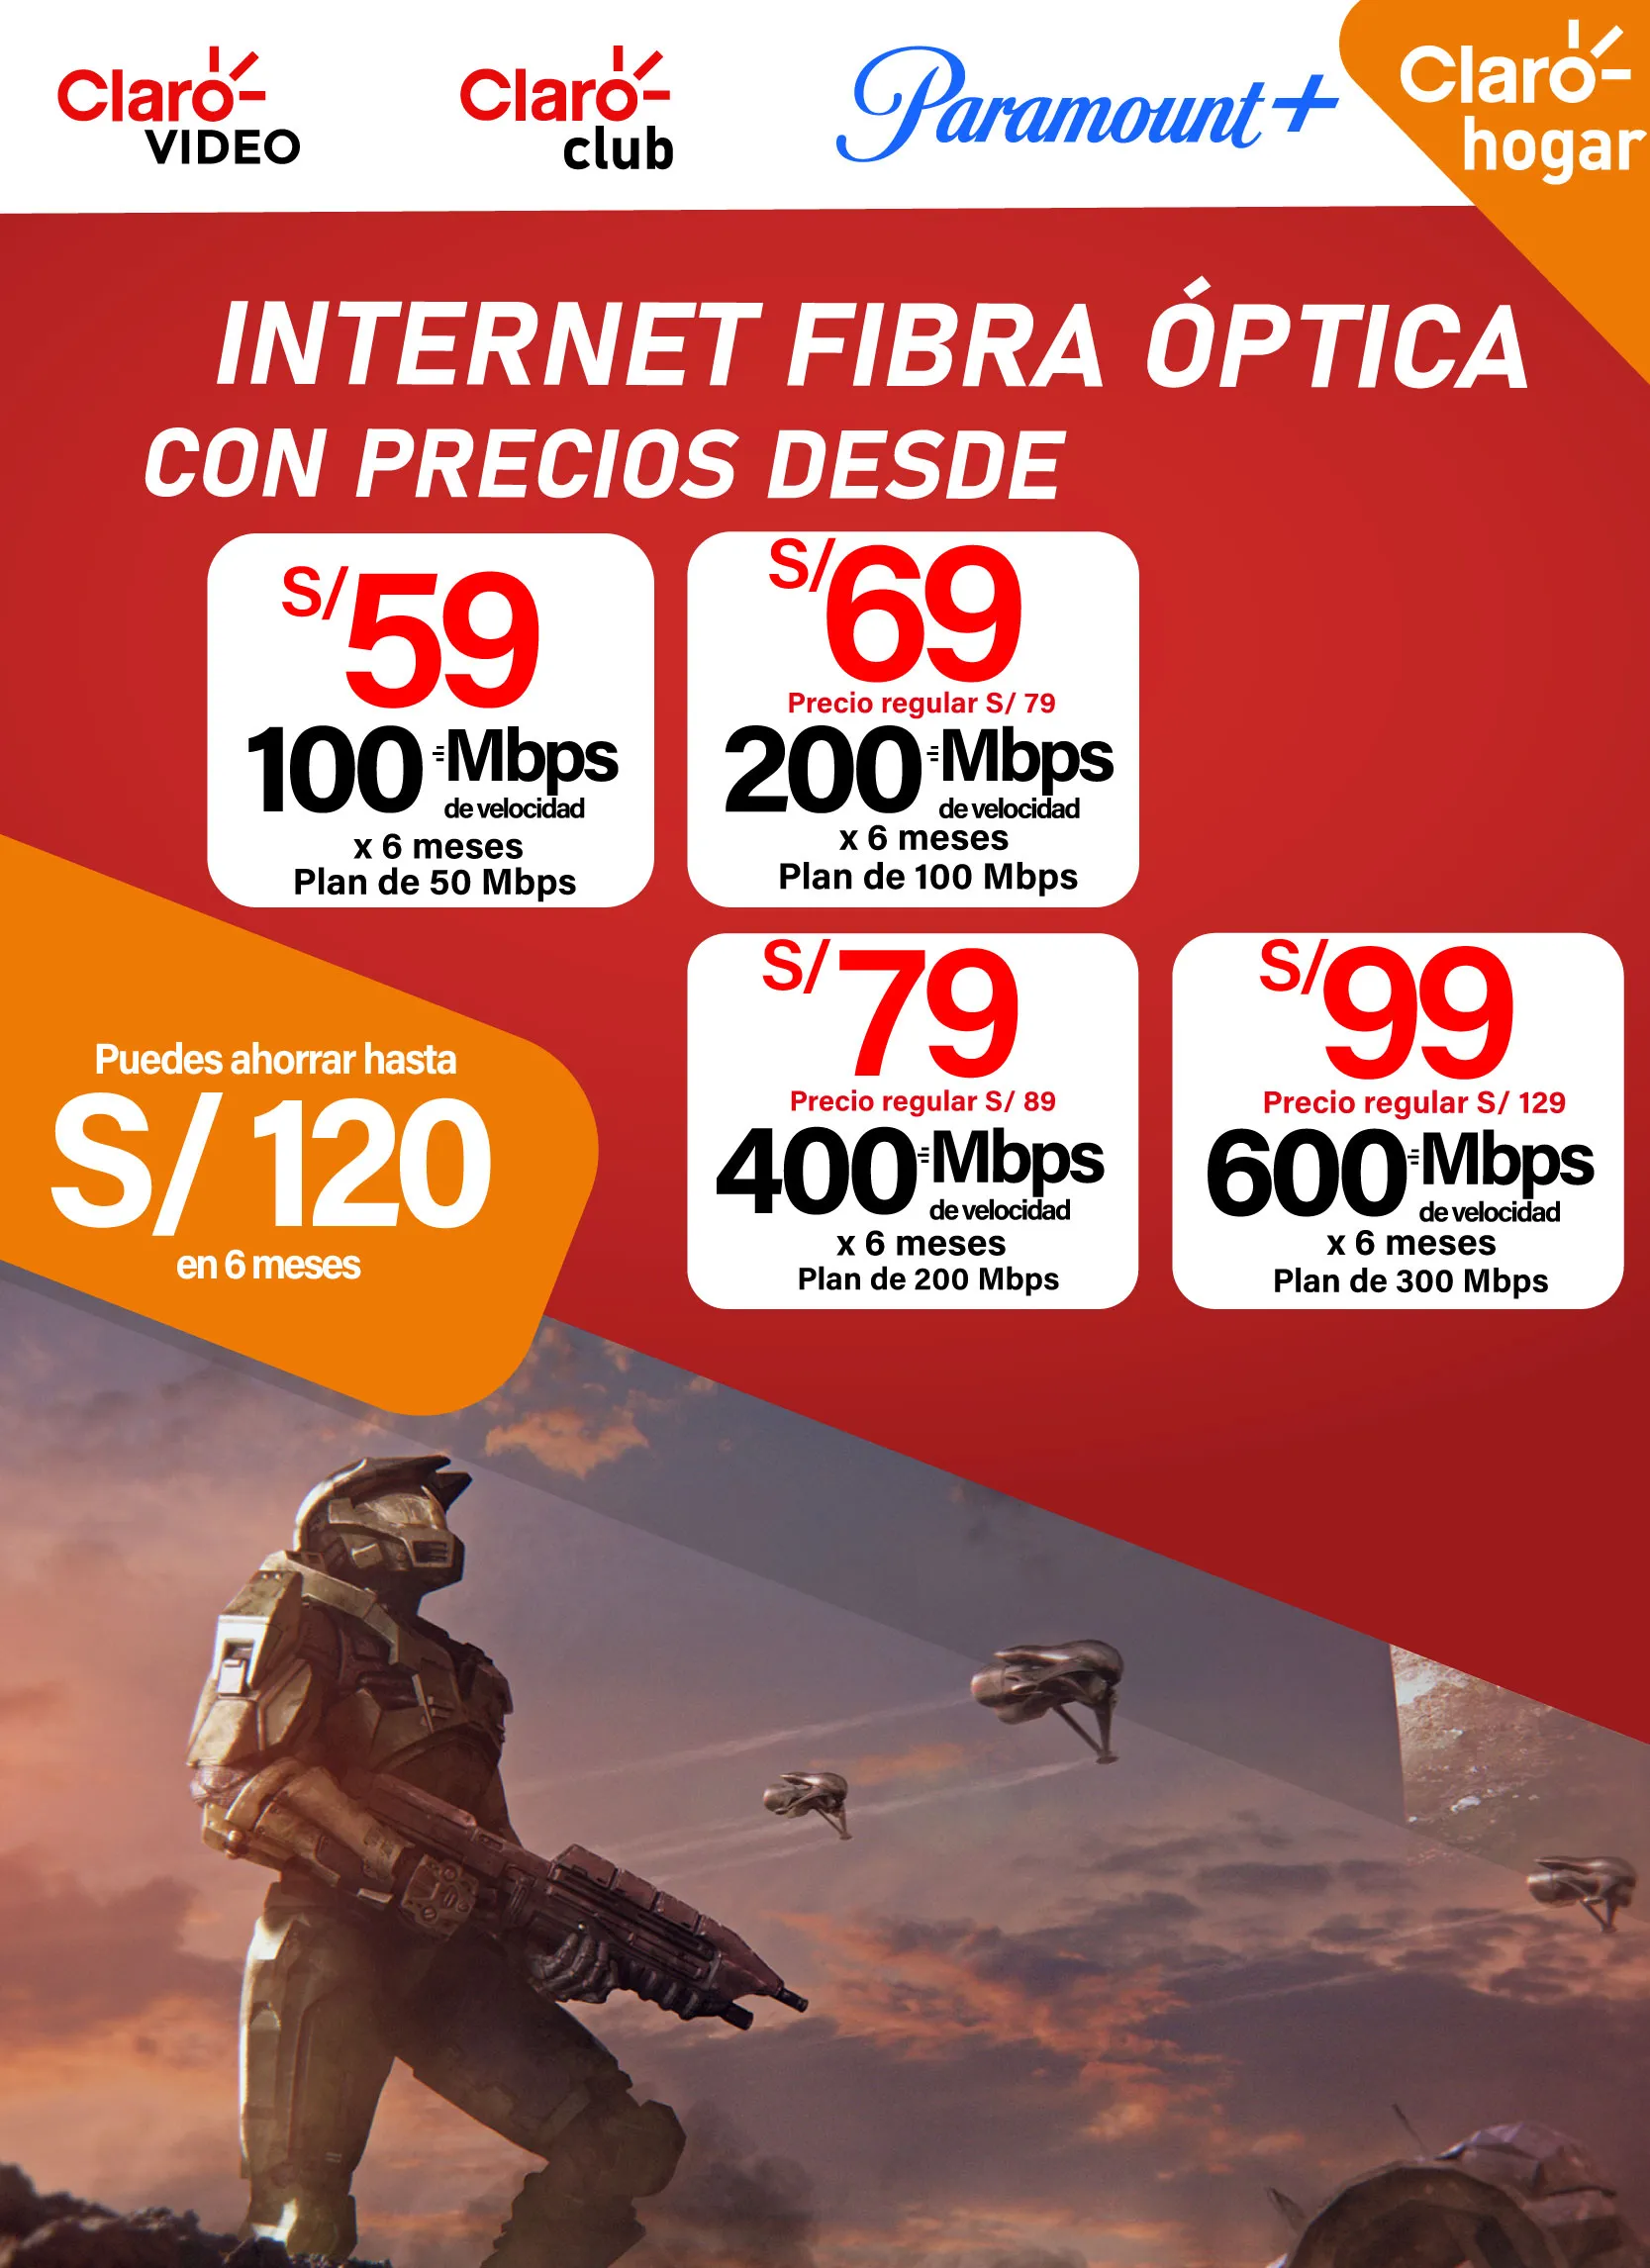 Claro
VIDEO
Claro
club
Paramount+
Claro
hogar
INTERNET FIBRA ÓPTICA
CON PRECIOS DESDE
S/59
100 Mbps
de velocidad
x 6 meses
Plan de 50 Mbps
S/69
Precio regular S/ 79
200 Mbps
de velocidad
x 6 meses
Plan de 100 Mbps
S/79
Precio regular S/ 89
400 Mbps
de velocidad
x 6 meses
Plan de 200 Mbps
S/99
Precio regular S/ 129
600 Mbps
de velocidad
x 6 meses
Plan de 300 Mbps
Puedes ahorrar hasta
S/ 120
en 6 meses